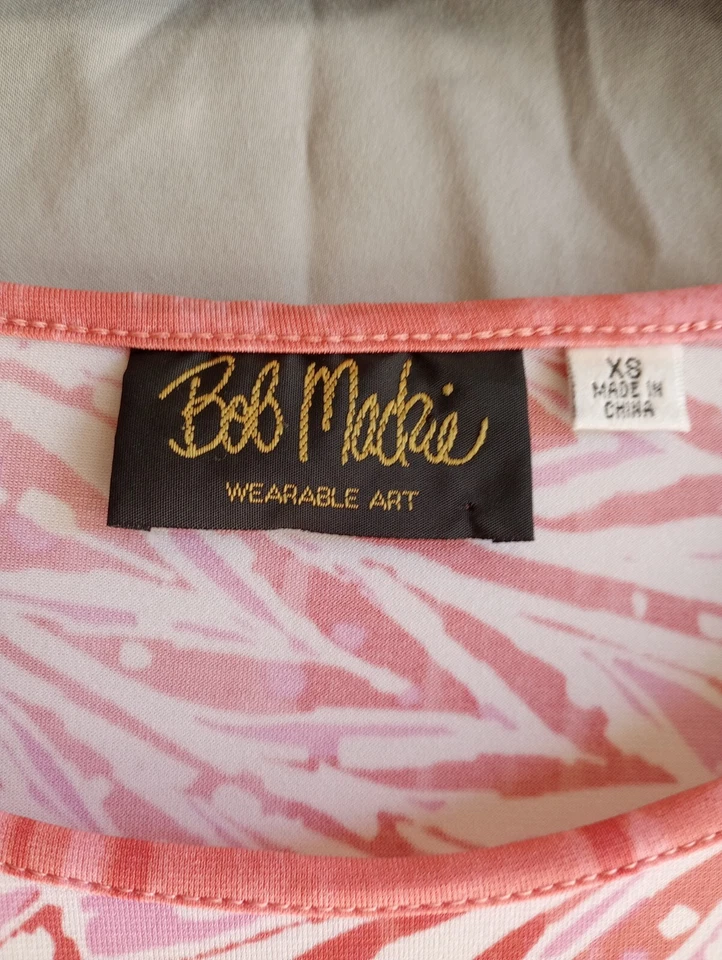 Bob Mackie
WEARABLE ART
XS
MADE IN
CHINA